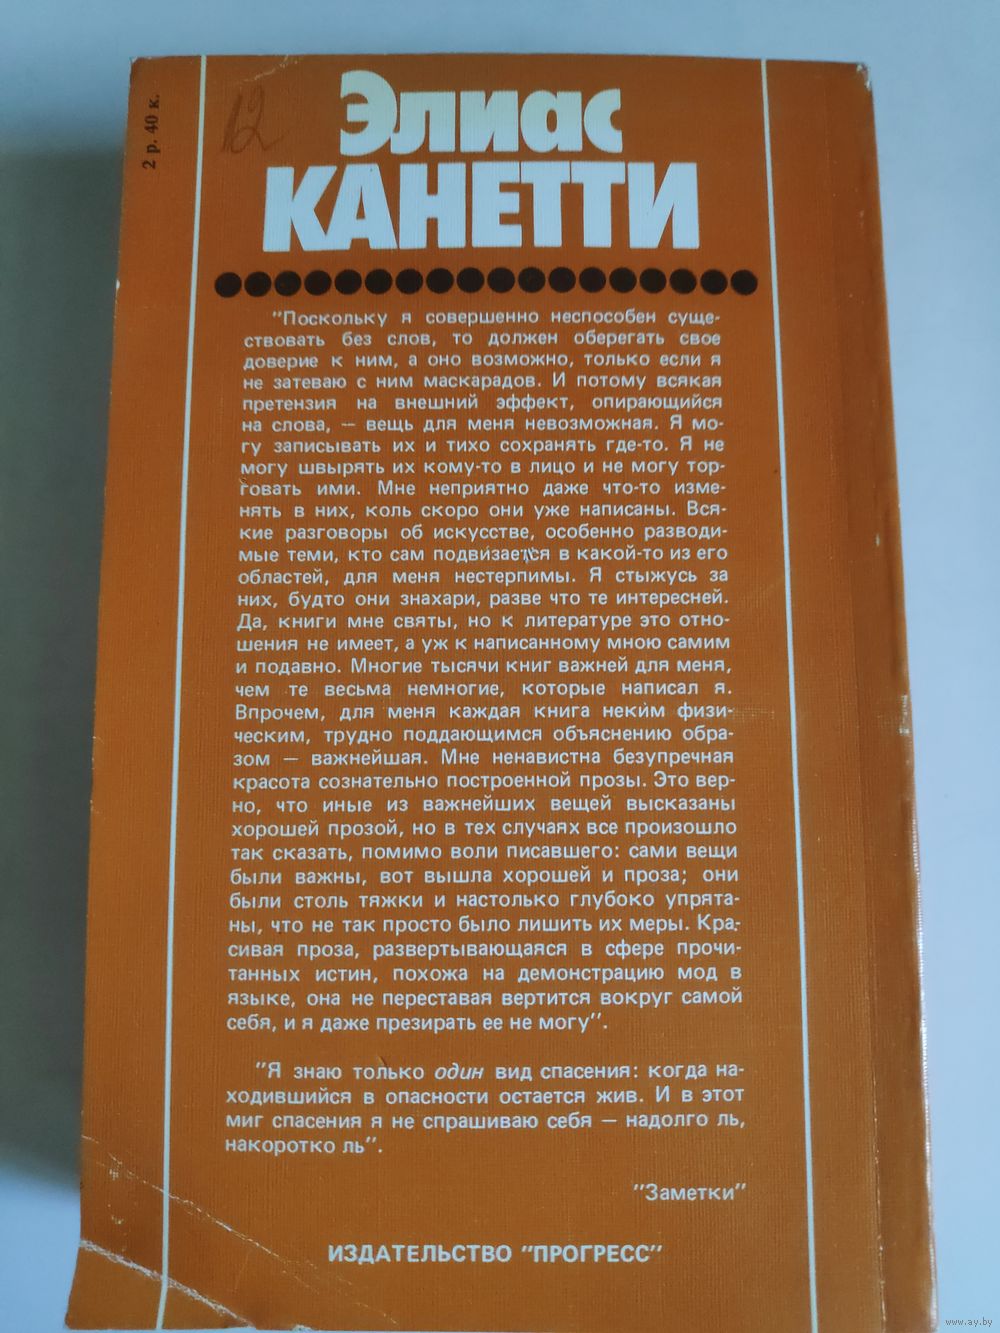 2 р. 40 к.
12
Элиас
КАНЕТТИ
"Поскольку я совершенно неспособен суще-
ствовать без слов, то должен оберегать свое
доверие к ним, а оно возможно, только если я
не затеваю с ним маскарадов. И потому всякая
претензия на внешний эффект, опирающийся
на слова, — вещь для меня невозможная. Я мо-
гу записывать их и тихо сохранять где-то. Я не
могу швырять их кому-то в лицо и не могу тор-
говать ими. Мне неприятно даже что-то изме-
нять в них, коль скоро они уже написаны. Вся-
кие разговоры об искусстве, особенно разводи-
мые теми, кто сам подвизается в какой-то из его
областей, для меня нестерпимы. Я стыжусь за
них, будто они знахари, разве что те интересней.
Да, книги мне святы, но к литературе это отно-
шения не имеет, а уж к написанному мною самим
и подавно. Многие тысячи книг важней для меня,
чем те весьма немногие, которые написал я.
Впрочем, для меня каждая книга неким физи-
ческим, трудно поддающимся объяснению обра-
зом — важнейшая. Мне ненавистна безупречная
красота сознательно построенной прозы. Это вер-
но, что иные из важнейших вещей высказаны
хорошей прозой, но в тех случаях все произошло
так сказать, помимо воли писавшего: сами вещи
были важны, вот вышла хорошей и проза; они
были столь тяжки и настолько глубоко упрята-
ны, что не так просто было лишить их меры. Кра-
сивая проза, развертывающаяся в сфере прочи-
танных истин, похожа на демонстрацию мод в
языке, она не переставая вертится вокруг самой
себя, и я даже презирать ее не могу".
"Я знаю только один вид спасения: когда на-
ходившийся в опасности остается жив. И в этот
миг спасения я не спрашиваю себя — надолго ль,
накоротко ль".
"Заметки"
ИЗДАТЕЛЬСТВО "ПРОГРЕСС"
www.ay.by